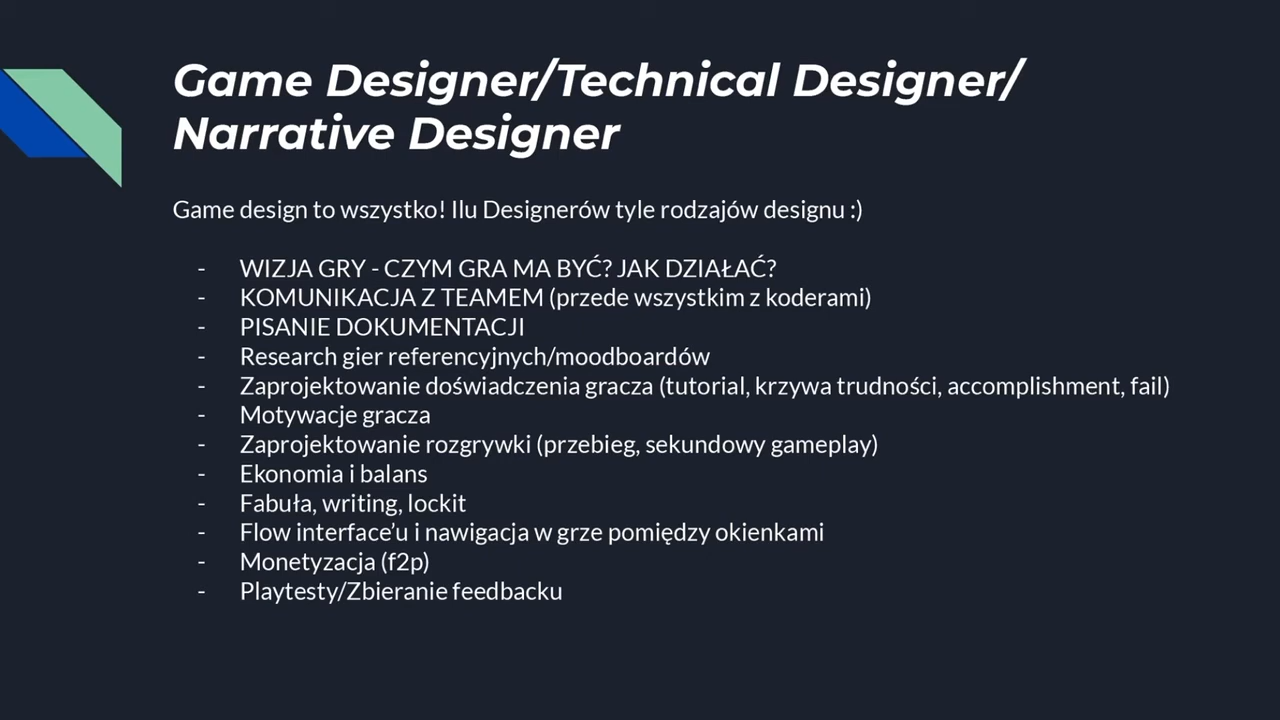 Game Designer/Technical Designer/
Narrative Designer
Game design to wszystko! Ilu Designerów tyle rodzajów designu :)
- WIZJA GRY - CZYM GRA MA BYĆ? JAK DZIAŁAĆ?
- KOMUNIKACJA Z TEAMEM (przede wszystkim z koderami)
- PISANIE DOKUMENTACJI
- Research gier referencyjnych/moodboardów
- Zaprojektowanie doświadczenia gracza (tutorial, krzywa trudności, accomplishment, fail)
- Motywacje gracza
- Zaprojektowanie rozgrywki (przebieg, sekundowy gameplay)
- Ekonomia i balans
- Fabuła, writing, lockit
- Flow interface’u i nawigacja w grze pomiędzy okienkami
- Monetyzacja (f2p)
- Playtesty/Zbieranie feedbacku